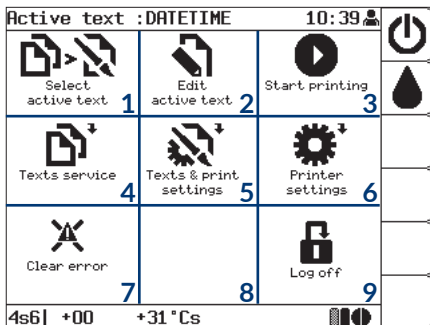 Active text :DATETIME 10:39
Select
active text 1
Edit
active text 2
Start printing
3
Texts service
4
Texts & print
settings 5
Printer
settings 6
Clear error
7
8
Log off
9
4s6| +00 +31°Cs